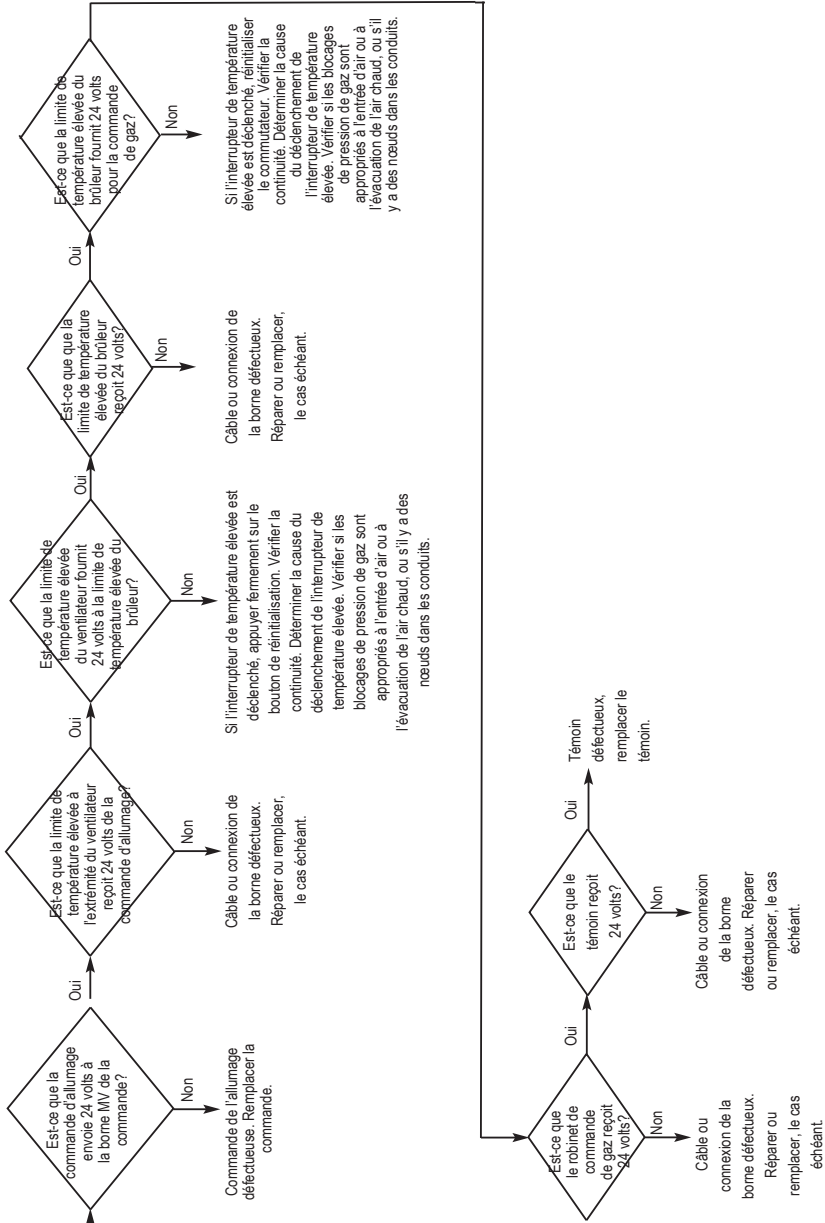 Est-ce que la
commande d'allumage
envoie 24 volts à
la borne MV de la
commande?
Oui
Non
Commande de l'allumage
défectueuse. Remplacer la
commande.
Est-ce que la limite de
température élevée à
l'extrémité du ventilateur
reçoit 24 volts de la
commande d'allumage?
Oui
Non
Câble ou connexion de
la borne défectueux.
Réparer ou remplacer,
le cas échéant.
Est-ce que la limite de
température élevée
du ventilateur fournit
24 volts à la limite de
température élevée du
brûleur?
Oui
Non
Si l'interrupteur de température élevée est
déclenché, appuyer fermement sur le
bouton de réinitialisation. Vérifier la
continuité. Déterminer la cause du
déclenchement de l'interrupteur de
température élevée. Vérifier si les
blocages de pression de gaz sont
appropriés à l'entrée d'air ou à
l'évacuation de l'air chaud, ou s'il y a des
nœuds dans les conduits.
Est-ce que que la
limite de température
élevée du brûleur
reçoit 24 volts?
Oui
Non
Câble ou connexion de
la borne défectueux.
Réparer ou remplacer,
le cas échéant.
Est-ce que la limite de
température élevée du
brûleur fournit 24 volts
pour la commande
de gaz?
Non
Si l'interrupteur de température
élevée est déclenché, réinitialiser
le commutateur. Vérifier la
continuité. Déterminer la cause
du déclenchement de
l'interrupteur de température
élevée. Vérifier si les blocages
de pression de gaz sont
appropriés à l'entrée d'air ou à
l'évacuation de l'air chaud, ou s'il
y a des nœuds dans les conduits.
Est-ce que
le robinet de
commande
de gaz reçoit
24 volts?
Oui
Non
Câble ou
connexion de la
borne défectueux.
Réparer ou
remplacer, le cas
échéant.
Est-ce que le
témoin reçoit
24 volts?
Oui
Non
Câble ou connexion
de la borne
défectueux. Réparer
ou remplacer, le cas
échéant.
Témoin
défectueux,
remplacer le
témoin.